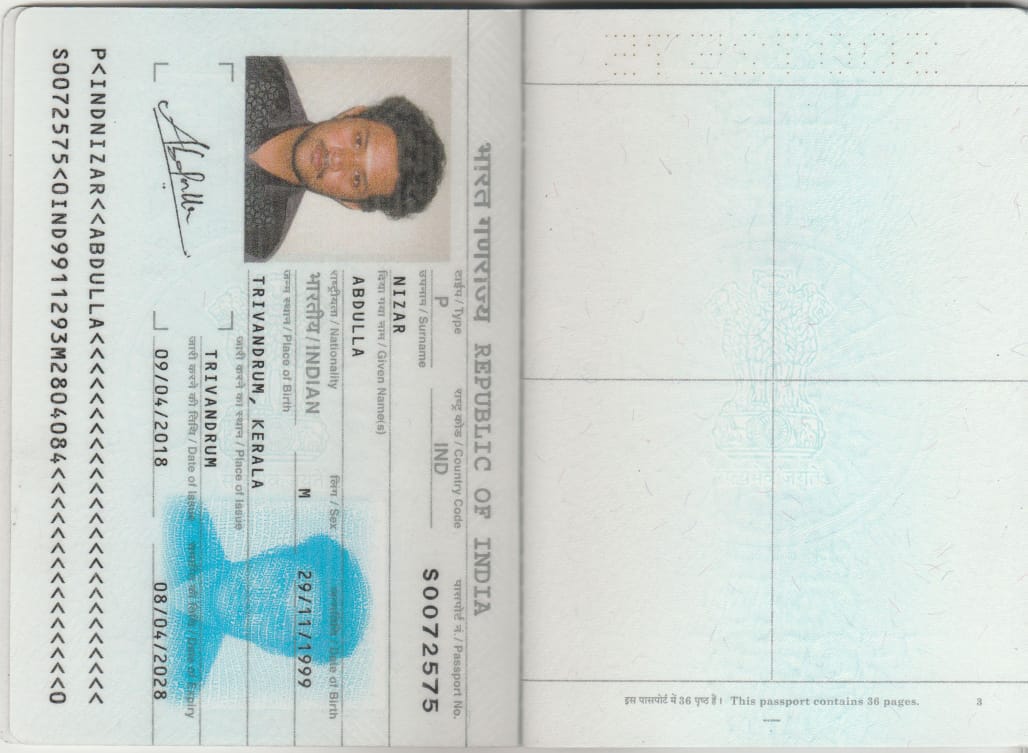 भारत गणराज्य REPUBLIC OF INDIA
टाईप / Type राष्ट्र कोड / Country Code पासपोर्ट नं. / Passport No.
P IND S0072575
उपनाम / Surname
NIZAR
दिया गया नाम / Given Name(s)
ABDULLA
राष्ट्रीयता / Nationality लिंग / Sex जन्मतिथि / Date of Birth
भारतीय / INDIAN M 29/11/1999
जन्म स्थान / Place of Birth
TRIVANDRUM, KERALA
जारी करने का स्थान / Place of Issue
TRIVANDRUM
जारी करने की तिथि / Date of Issue समाप्ति की तिथि / Date of Expiry
09/04/2018 08/04/2028
Abdulla
P<INDNIZAR<<ABDULLA<<<<<<<<<<<<<<<<<<<<<<<<<
S0072575<0IND9911293M2804084<<<<<<<<<<<<<<<0
इस पासपोर्ट में 36 पृष्ठ हैं। This passport contains 36 pages. 3